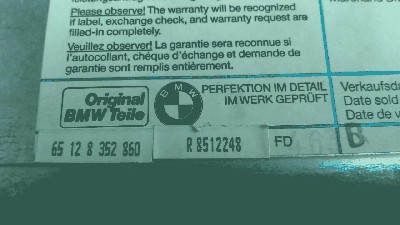 Please observe! The warranty will be recognized
if label, exchange check, and warranty request are
filled-in completely.
Veuillez observer! La garantie sera reconnue si
l'autocollant, chéque d'échange et demande de
garantie sont remplis entièrement.
Original
BMW Teile
BMW
PERFEKTION IM DETAIL
IM WERK GEPRÜFT
Verkaufsda
Date sold
Date de v
65 12 8 352 860
R 8512248
FD
B